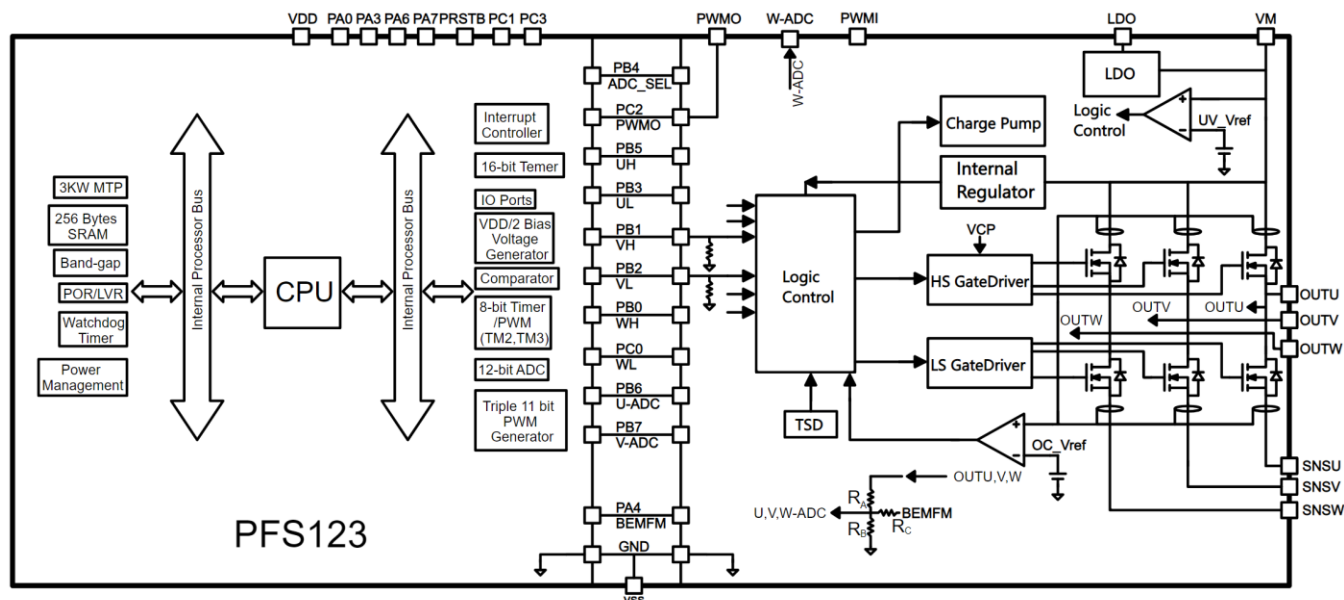 VDD PA0 PA3 PA6 PA7 PRSTB PC1 PC3 PWMO W-ADC PWMI LDO VM
3KW MTP
256 Bytes
SRAM
Band-gap
POR/LVR
Watchdog
Timer
Power
Management
Internal Processor Bus
CPU
Internal Processor Bus
Interrupt
Controller
16-bit Temer
IO Ports
VDD/2 Bias
Voltage
Generator
Comparator
8-bit Timer
/PWM
(TM2,TM3)
12-bit ADC
Triple 11 bit
PWM
Generator
PFS123
PB4
ADC_SEL
PC2
PWMO
PB5
UH
PB3
UL
PB1
VH
PB2
VL
PB0
WH
PC0
WL
PB6
U-ADC
PB7
V-ADC
PA4
BEMFM
GND
VSS
W-ADC
LDO
Logic
Control
UV_Vref
Charge Pump
Internal
Regulator
VCP
Logic
Control
HS GateDriver
LS GateDriver
TSD
OC_Vref
OUTW
OUTV
OUTU
OUTU
OUTV
OUTW
SNSU
SNSV
SNSW
OUTU,V,W
U,V,W-ADC
RA
RB
RC
BEMFM